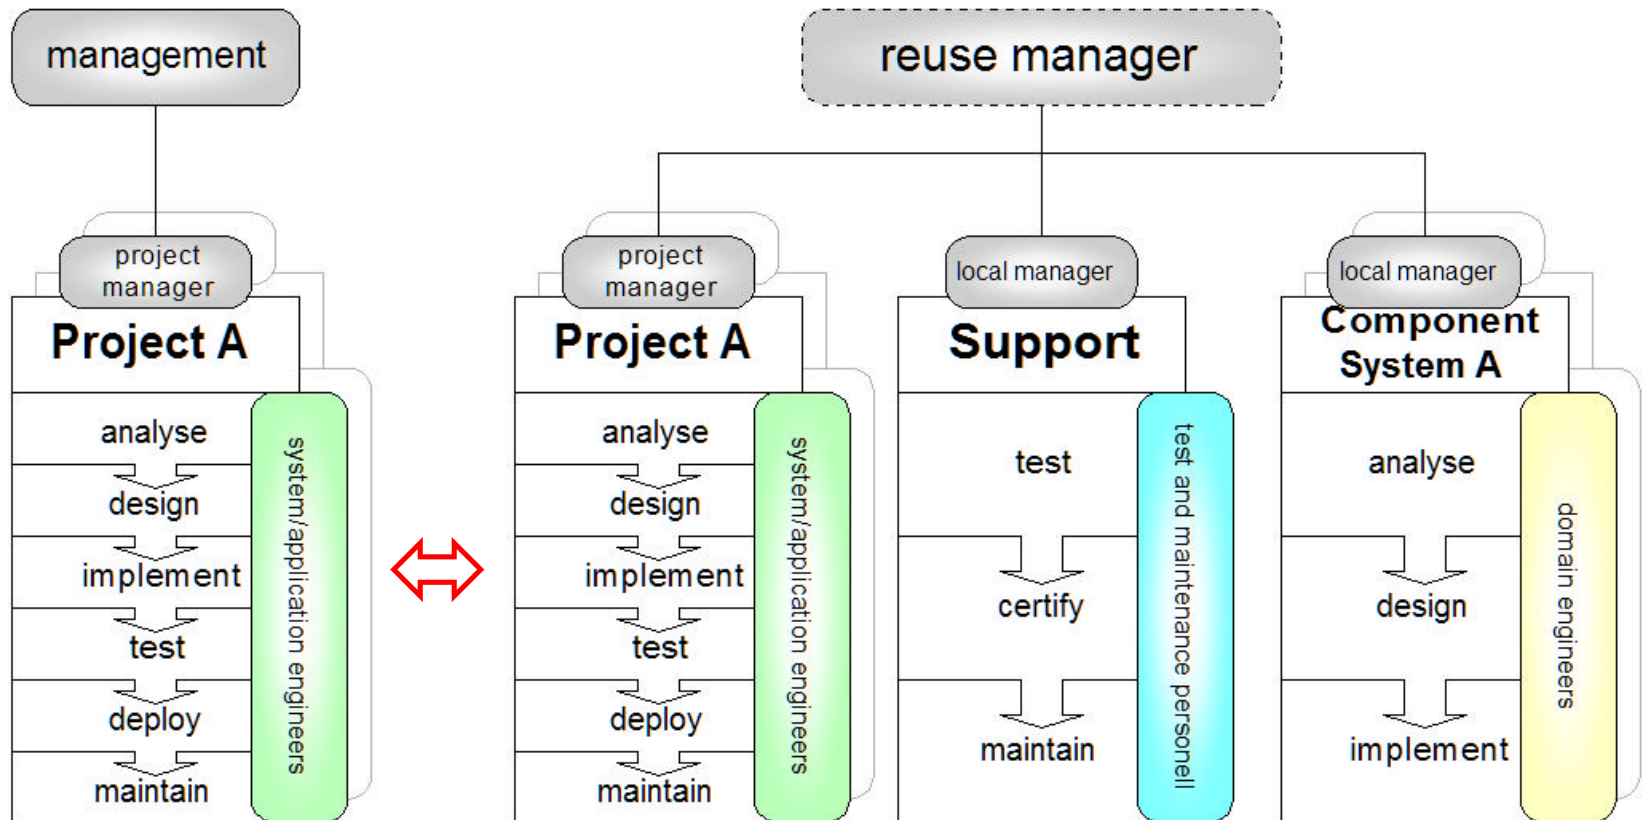 management
project
manager
Project A
analyse
design
implement
test
deploy
maintain
system/application engineers
reuse manager
project
manager
Project A
analyse
design
implement
test
deploy
maintain
system/application engineers
local manager
Support
test
certify
maintain
test and maintenance personell
local manager
Component
System A
analyse
design
implement
domain engineers